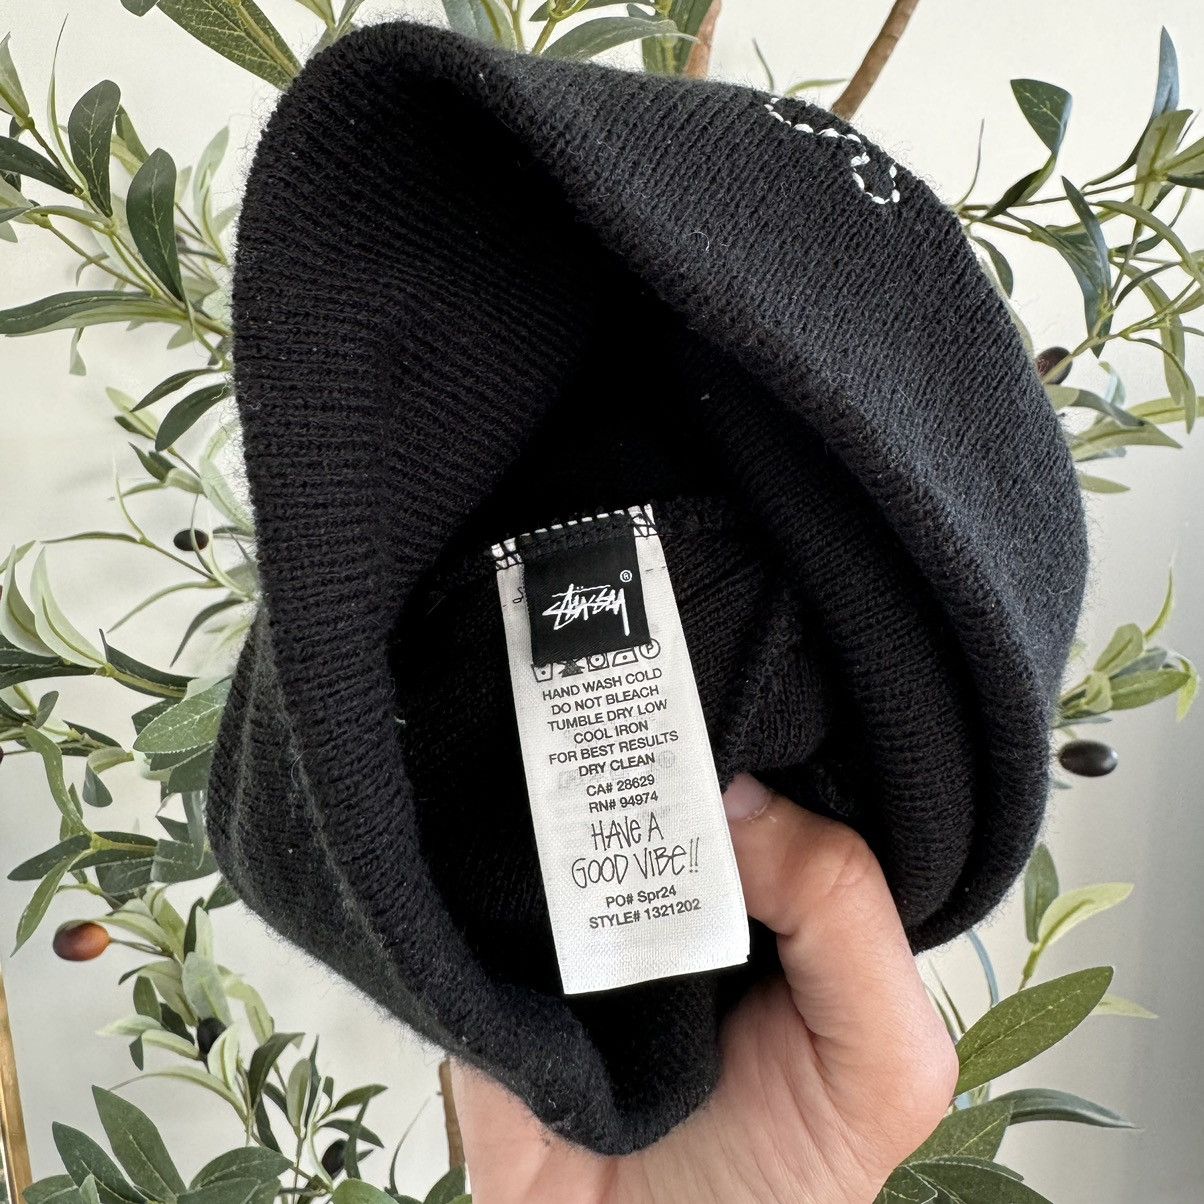 Stüssy ®
HAND WASH COLD
DO NOT BLEACH
TUMBLE DRY LOW
COOL IRON
FOR BEST RESULTS
DRY CLEAN
CA# 28629
RN# 94974
HAVE A
GOOD VIBE!!
PO# Spr24
STYLE# 1321202